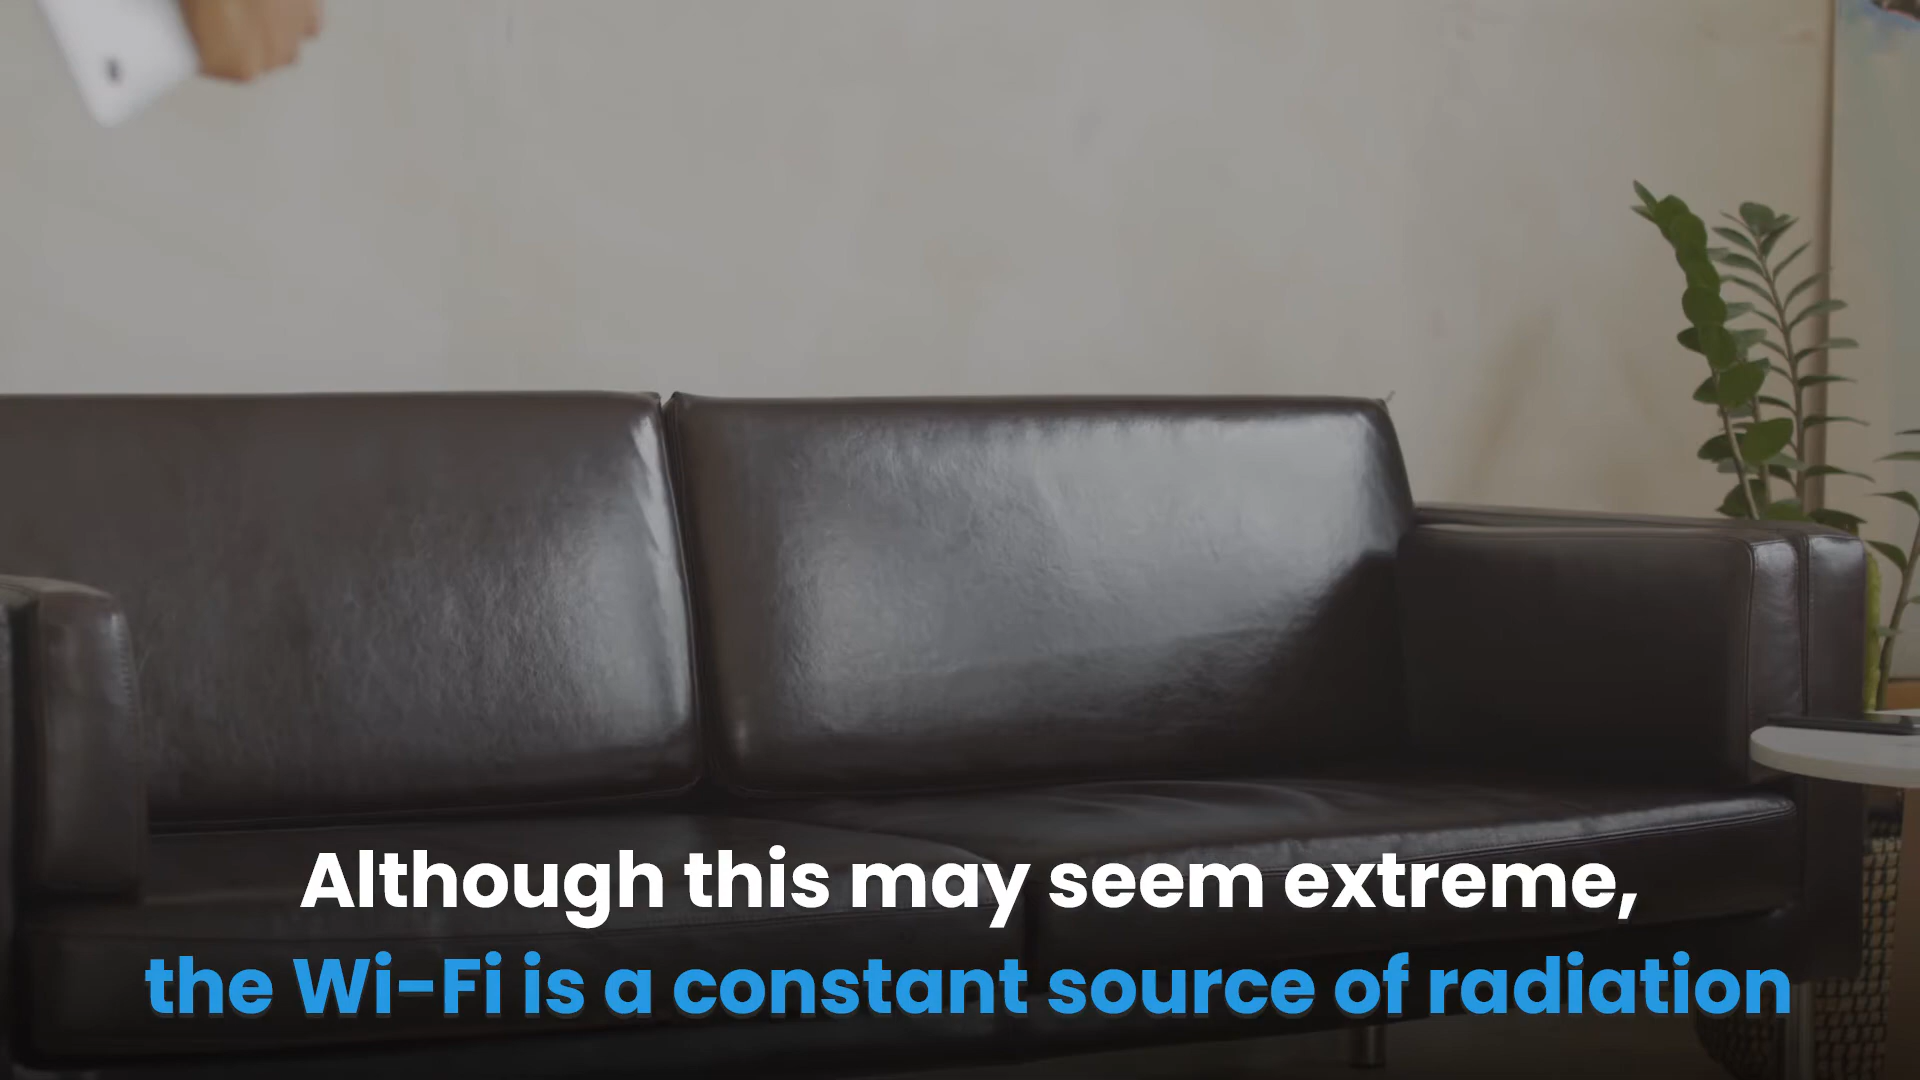 Although this may seem extreme,
the Wi-Fi is a constant source of radiation